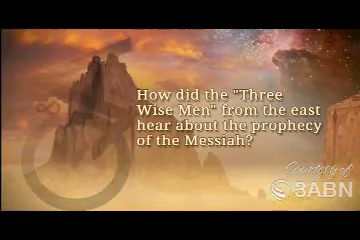 How did the "Three
Wise Men" from the east
hear about the prophecy
of the Messiah?
Courtesy of
3ABN